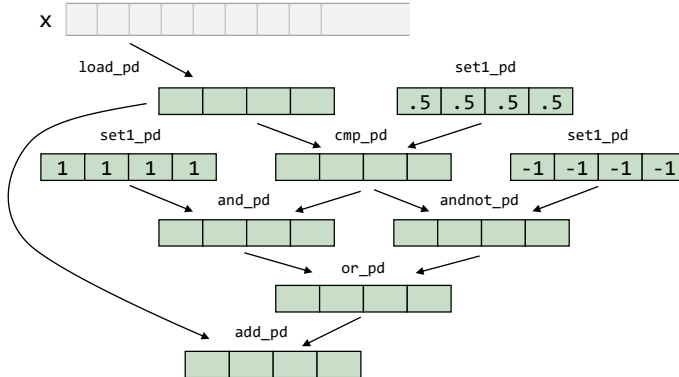 x
load_pd
set1_pd
.5 .5 .5 .5
set1_pd
cmp_pd
set1_pd
1 1 1 1
-1 -1 -1 -1
and_pd
andnot_pd
or_pd
add_pd